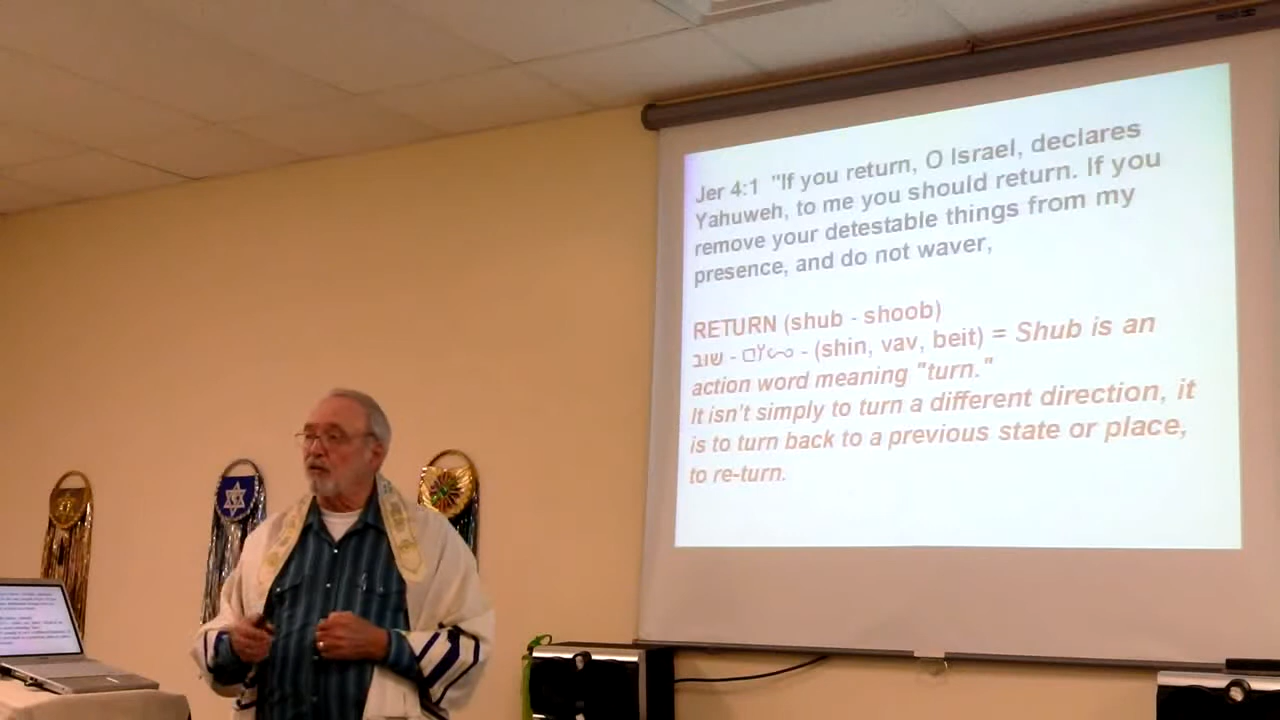 Jer 4:1 "If you return, O Israel, declares
Yahuweh, to me you should return. If you
remove your detestable things from my
presence, and do not waver,
RETURN (shub - shoob)
שוב - - (shin, vav, beit) = Shub is an
action word meaning "turn."
It isn't simply to turn a different direction, it
is to turn back to a previous state or place,
to re-turn.